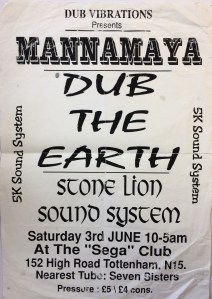 DUB VIBRATIONS
Presents
MANNAMAYA
DUB
THE
EARTH
5K Sound System
5K Sound System
STONE LION
SOUND SYSTEM
Saturday 3rd JUNE 10-5am
At The "Sega" Club
152 High Road Tottenham, N15.
Nearest Tube: Seven Sisters
Pressure : £5 \ £4 cons.